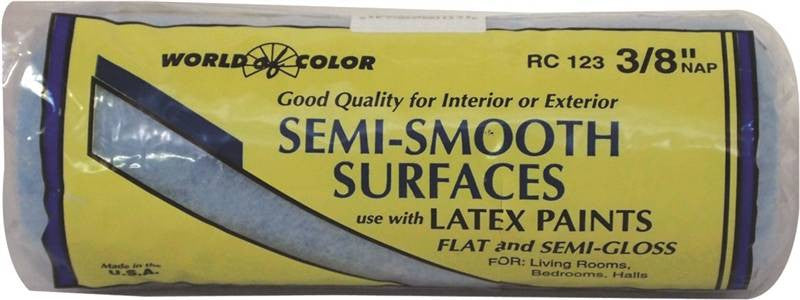 WORLD of COLOR
RC 123 3/8" NAP
Good Quality for Interior or Exterior
SEMI-SMOOTH
SURFACES
use with LATEX PAINTS
FLAT and SEMI-GLOSS
FOR: Living Rooms,
Bedrooms, Halls
Made in the
U.S.A.